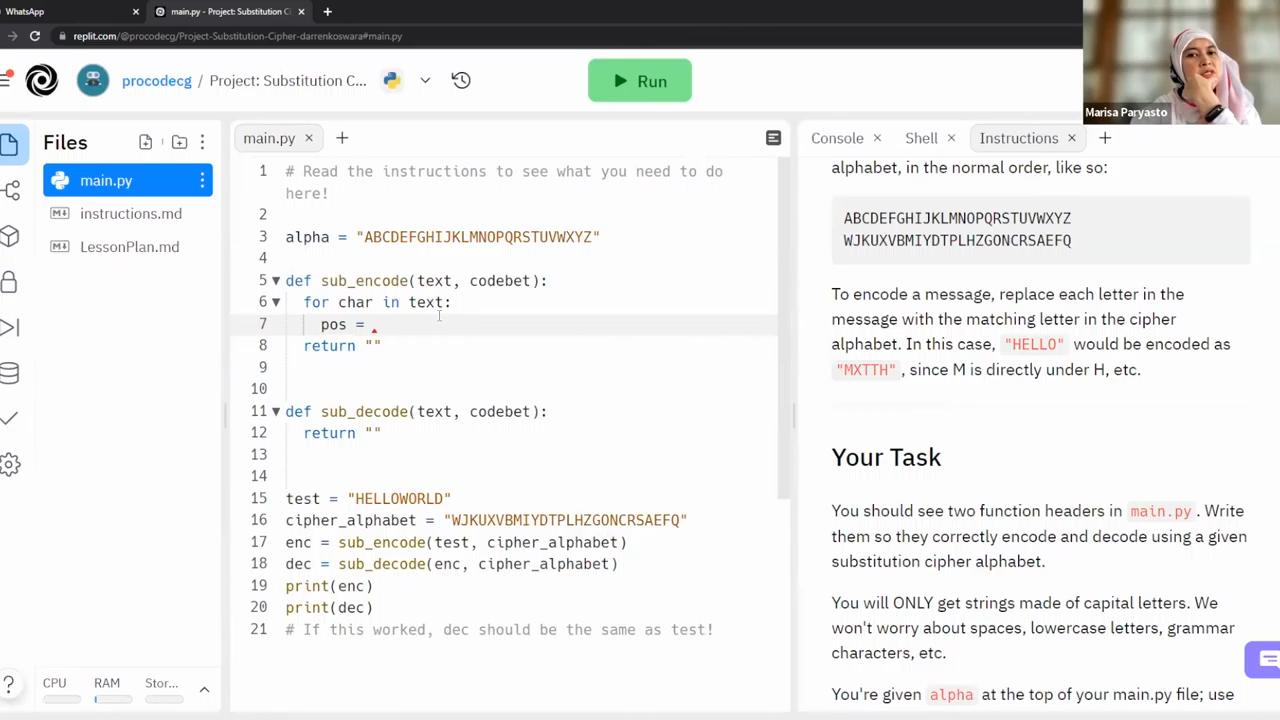 WhatsApp
main.py - Project: Substitution Ci
replit.com/@procodecg/Project-Substitution-Cipher-darrenkoswara#main.py
procodecg / Project: Substitution C...
Run
Marisa Paryasto
Files
main.py
instructions.md
LessonPlan.md
CPU
RAM
Stor...
main.py
1 # Read the instructions to see what you need to do
here!
2
3 alpha = "ABCDEFGHIJKLMNOPQRSTUVWXYZ"
4
5 def sub_encode(text, codebet):
6 for char in text:
7 pos =
8 return ""
9
10
11 def sub_decode(text, codebet):
12 return ""
13
14
15 test = "HELLOWORLD"
16 cipher_alphabet = "WJKUXVBMIYDTPLHZGONCRSAEFQ"
17 enc = sub_encode(test, cipher_alphabet)
18 dec = sub_decode(enc, cipher_alphabet)
19 print(enc)
20 print(dec)
21 # If this worked, dec should be the same as test!
Console
Shell
Instructions
alphabet, in the normal order, like so:
ABCDEFGHIJKLMNOPQRSTUVWXYZ
WJKUXVBMIYDTPLHZGONCRSAEFQ
To encode a message, replace each letter in the
message with the matching letter in the cipher
alphabet. In this case, "HELLO" would be encoded as
"MXTTH", since M is directly under H, etc.
Your Task
You should see two function headers in main.py. Write
them so they correctly encode and decode using a given
substitution cipher alphabet.
You will ONLY get strings made of capital letters. We
won't worry about spaces, lowercase letters, grammar
characters, etc.
You're given alpha at the top of your main.py file; use